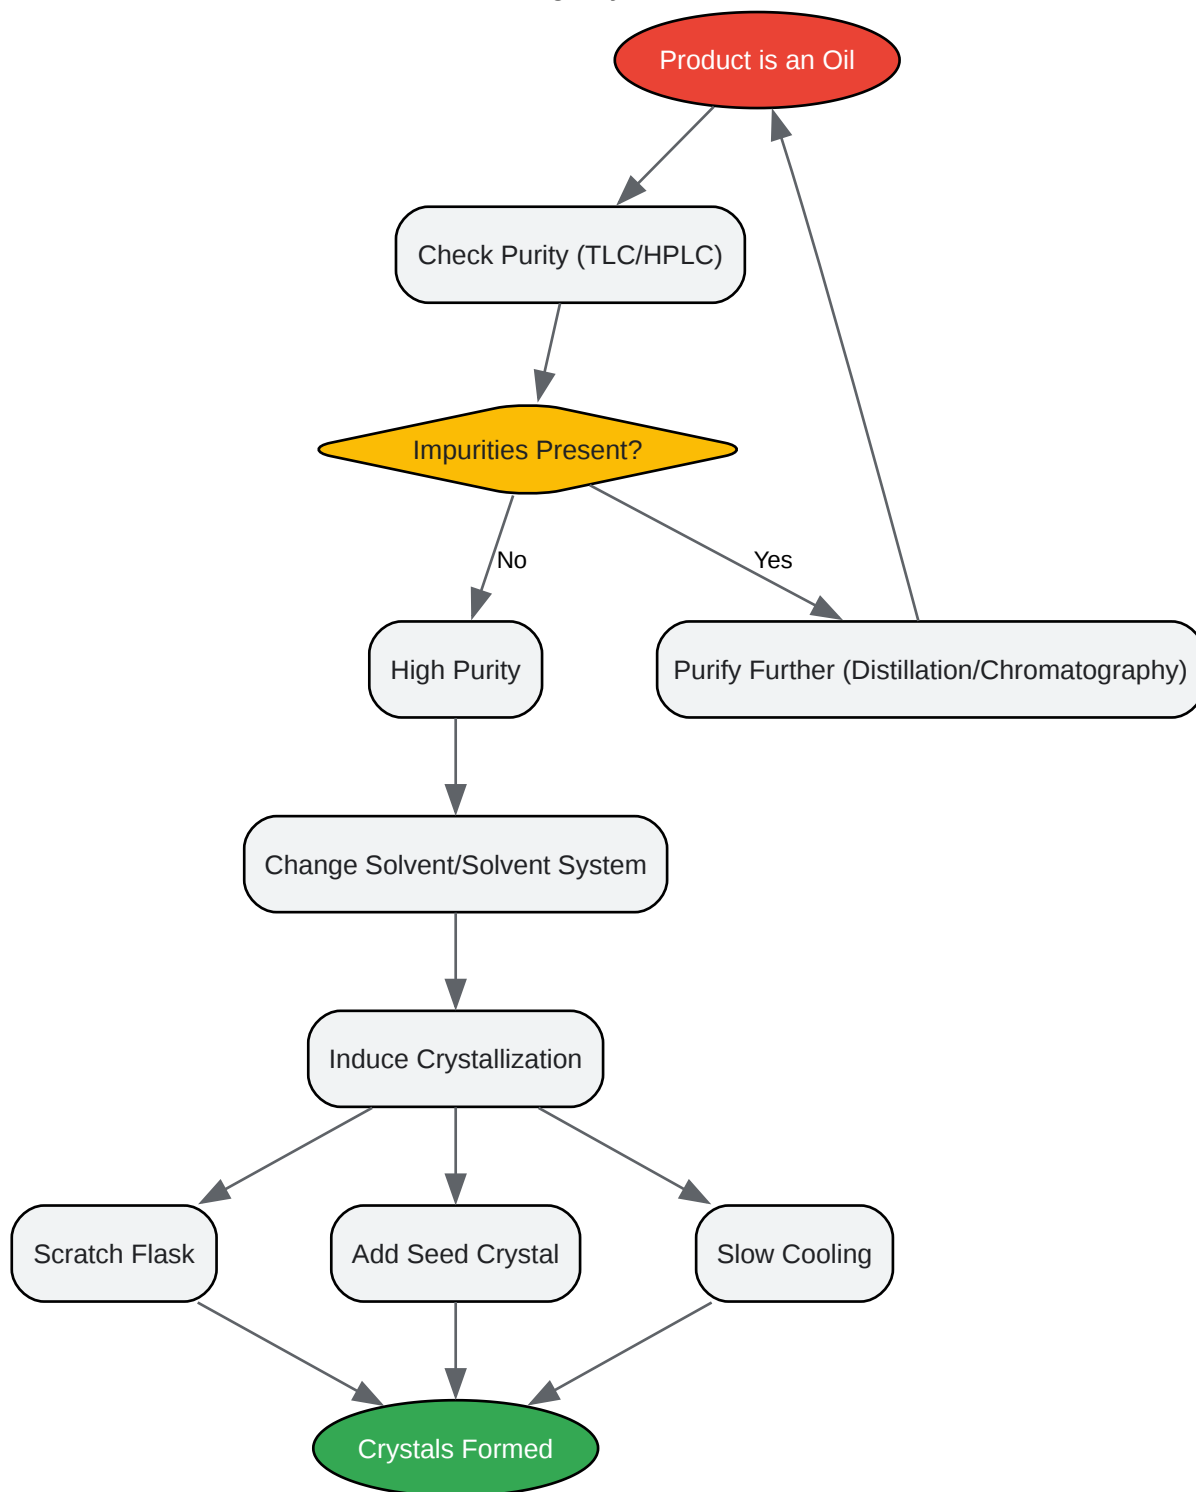 Product is an Oil
Check Purity (TLC/HPLC)
Impurities Present?
No
Yes
High Purity
Purify Further (Distillation/Chromatography)
Change Solvent/Solvent System
Induce Crystallization
Scratch Flask
Add Seed Crystal
Slow Cooling
Crystals Formed